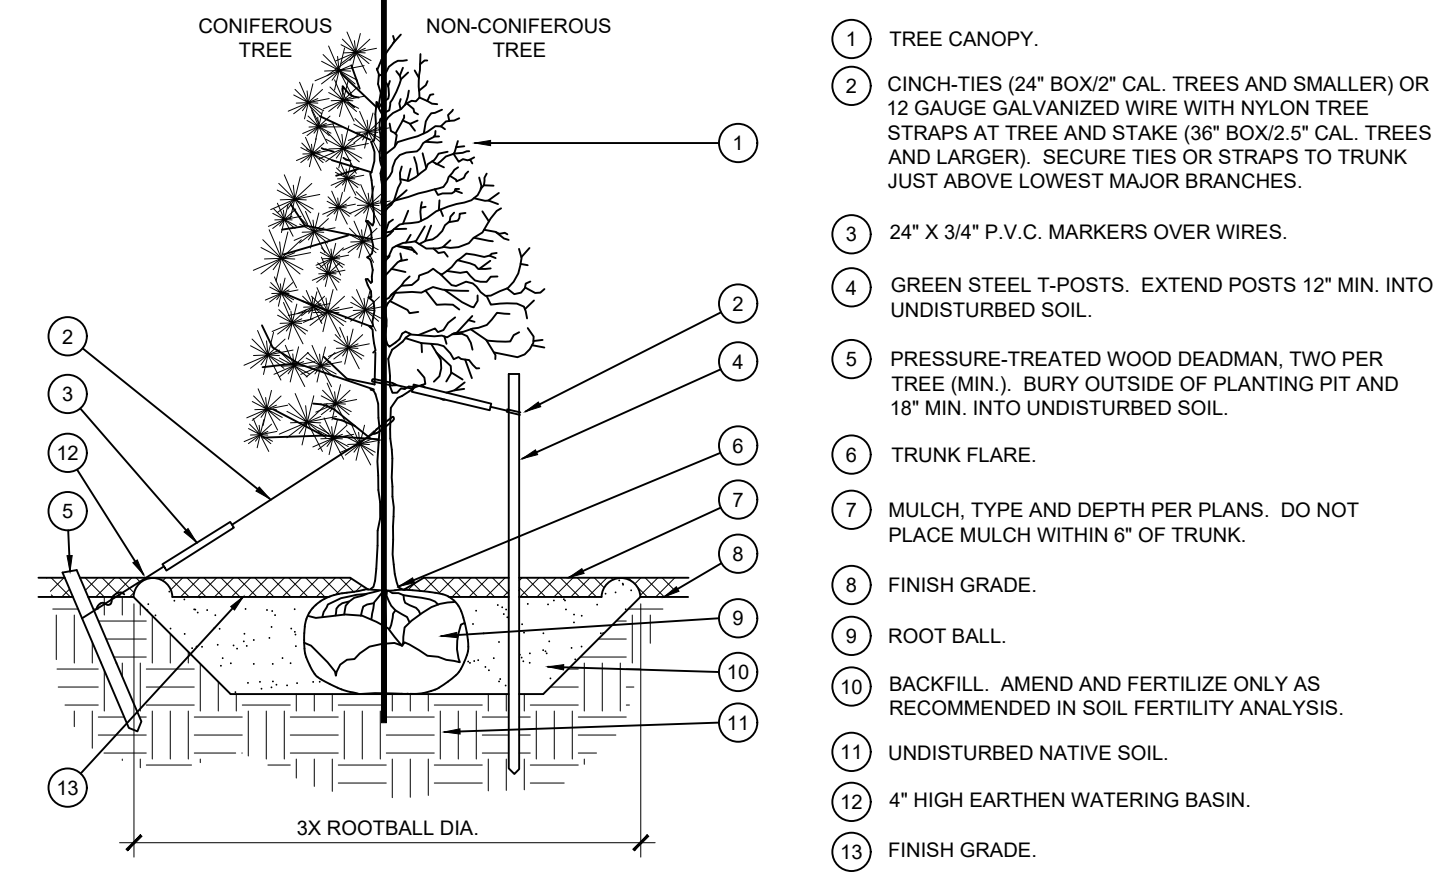 CONIFEROUS
TREE
NON-CONIFEROUS
TREE
1
2
4
6
7
8
9
10
11
2
3
12
5
13
3X ROOTBALL DIA.
1 TREE CANOPY.
2 CINCH-TIES (24" BOX/2" CAL. TREES AND SMALLER) OR
12 GAUGE GALVANIZED WIRE WITH NYLON TREE
STRAPS AT TREE AND STAKE (36" BOX/2.5" CAL. TREES
AND LARGER). SECURE TIES OR STRAPS TO TRUNK
JUST ABOVE LOWEST MAJOR BRANCHES.
3 24" X 3/4" P.V.C. MARKERS OVER WIRES.
4 GREEN STEEL T-POSTS. EXTEND POSTS 12" MIN. INTO
UNDISTURBED SOIL.
5 PRESSURE-TREATED WOOD DEADMAN, TWO PER
TREE (MIN.). BURY OUTSIDE OF PLANTING PIT AND
18" MIN. INTO UNDISTURBED SOIL.
6 TRUNK FLARE.
7 MULCH, TYPE AND DEPTH PER PLANS. DO NOT
PLACE MULCH WITHIN 6" OF TRUNK.
8 FINISH GRADE.
9 ROOT BALL.
10 BACKFILL. AMEND AND FERTILIZE ONLY AS
RECOMMENDED IN SOIL FERTILITY ANALYSIS.
11 UNDISTURBED NATIVE SOIL.
12 4" HIGH EARTHEN WATERING BASIN.
13 FINISH GRADE.